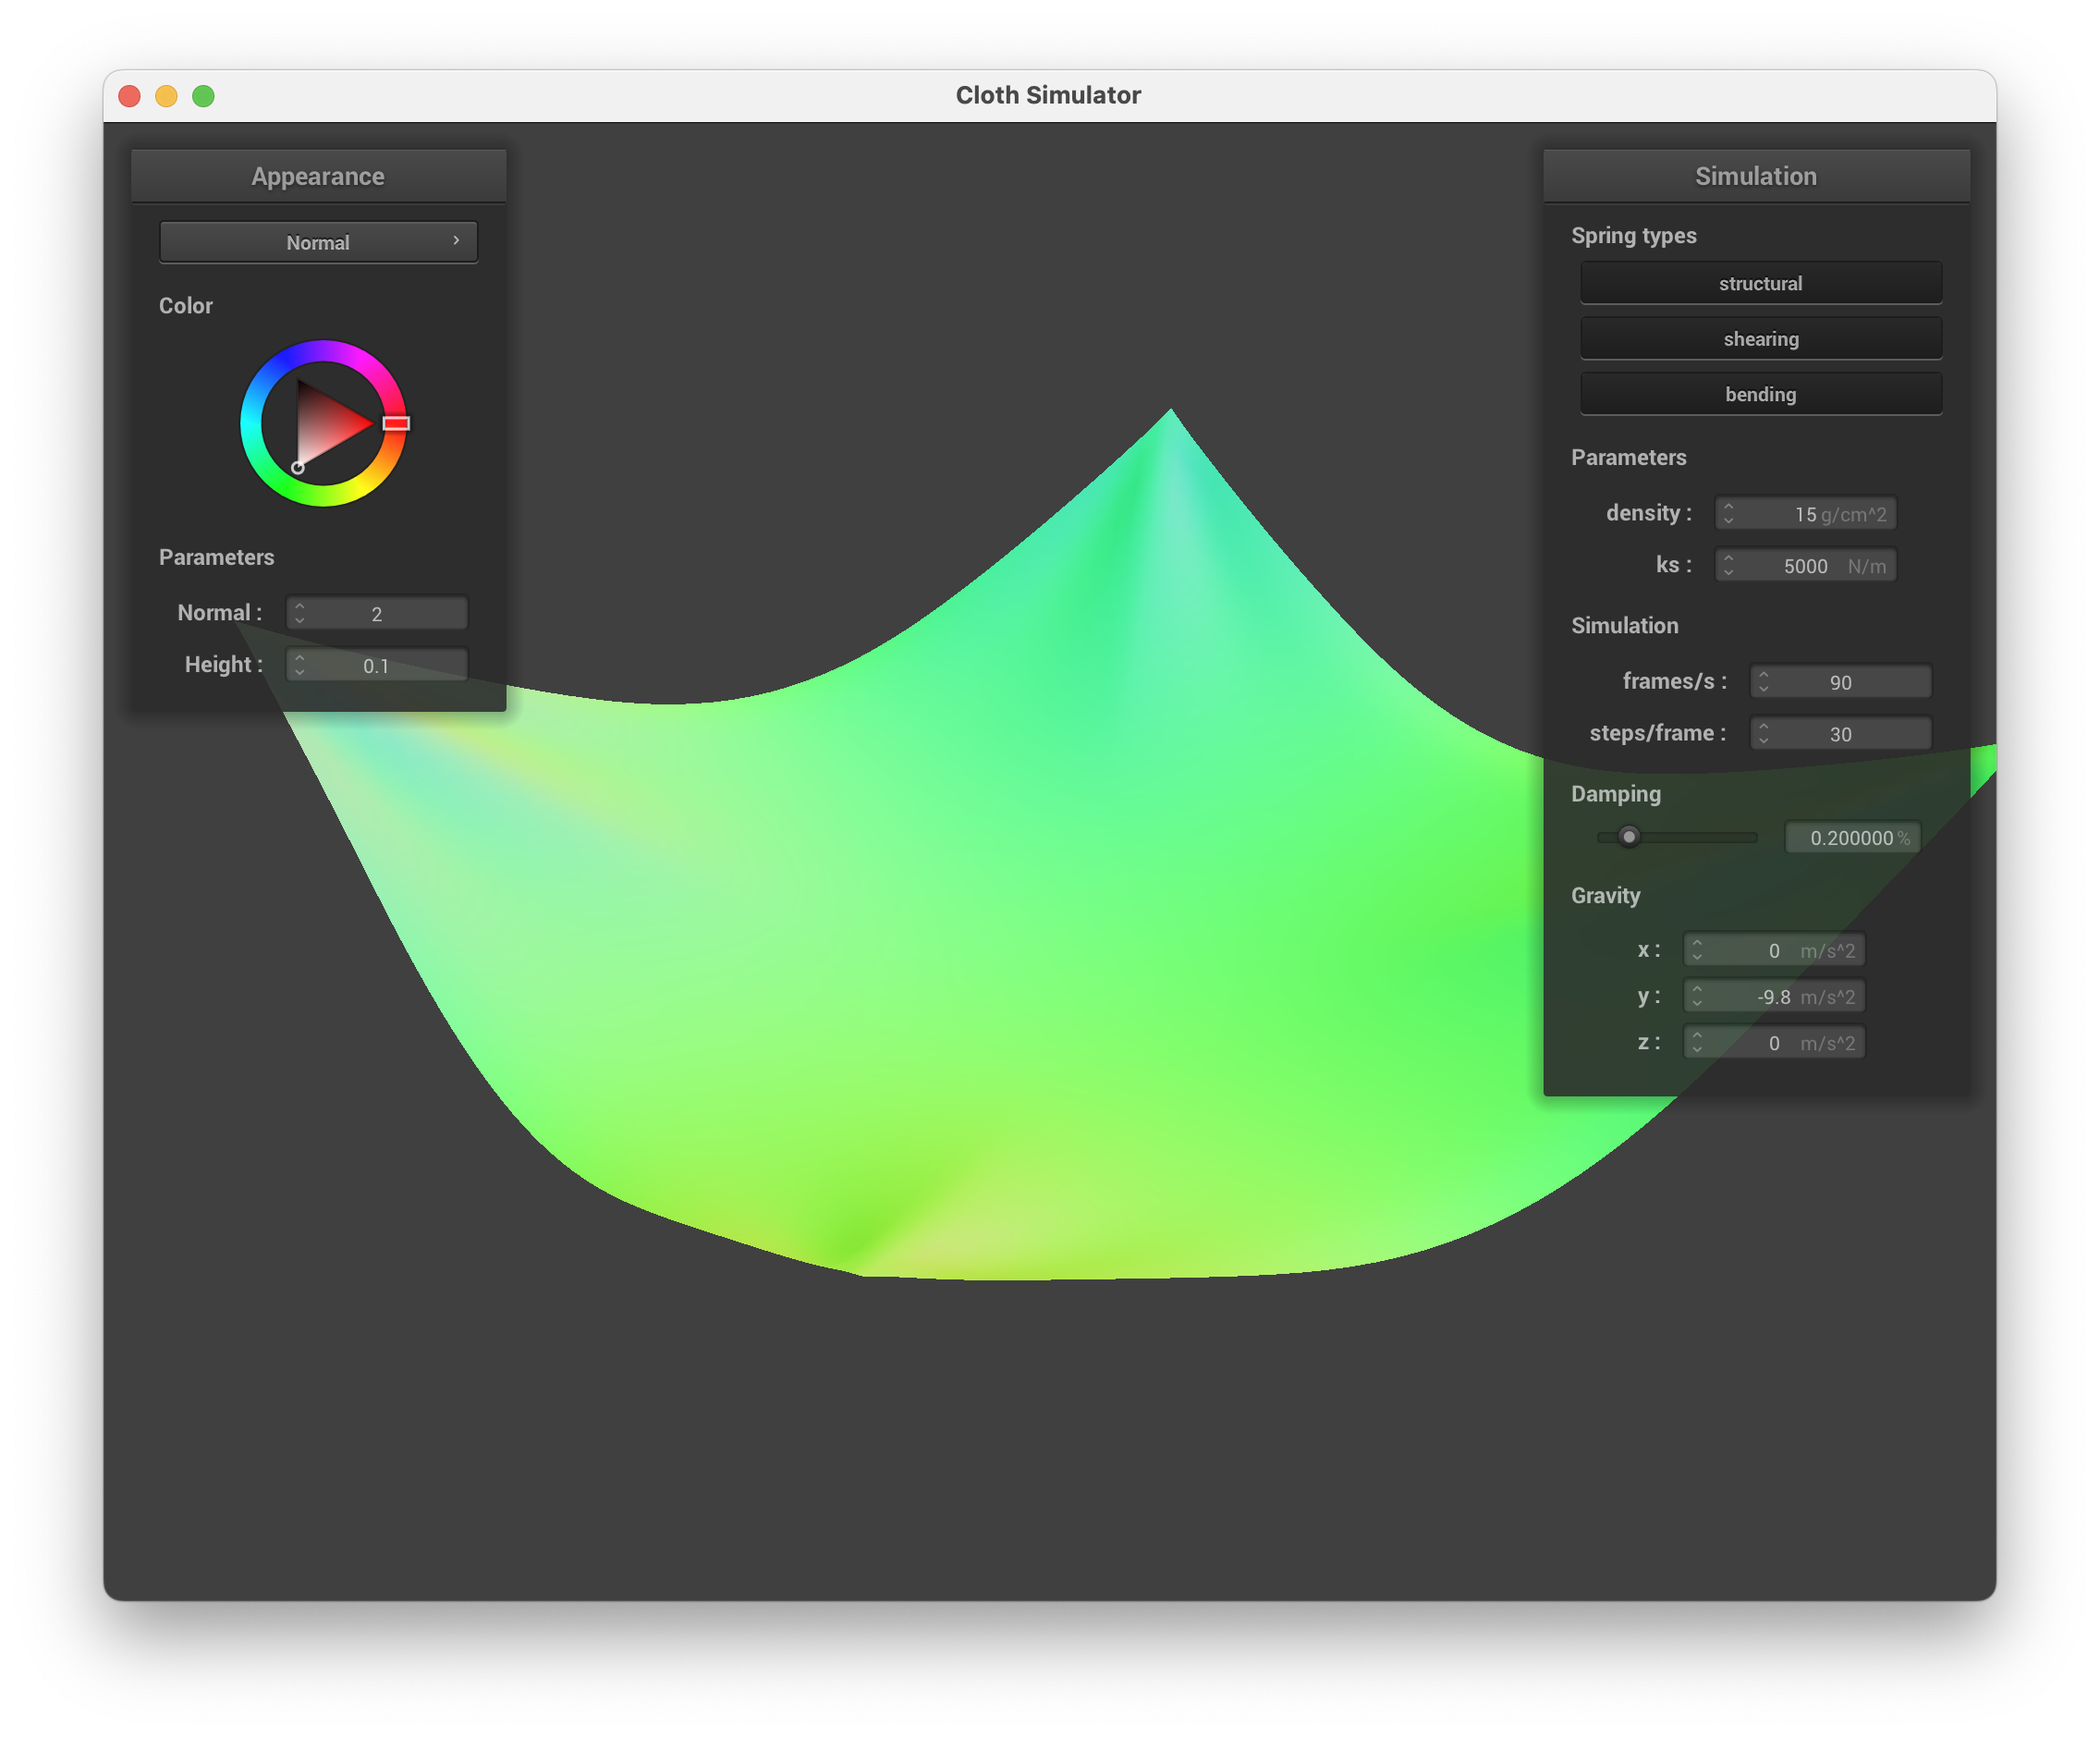 Cloth Simulator
Appearance
Normal
Color
Parameters
Normal : 2
Height : 0.1
Simulation
Spring types
structural
shearing
bending
Parameters
density : 15 g/cm^2
ks : 5000 N/m
Simulation
frames/s : 90
steps/frame : 30
Damping
0.200000 %
Gravity
x : 0 m/s^2
y : -9.8 m/s^2
z : 0 m/s^2